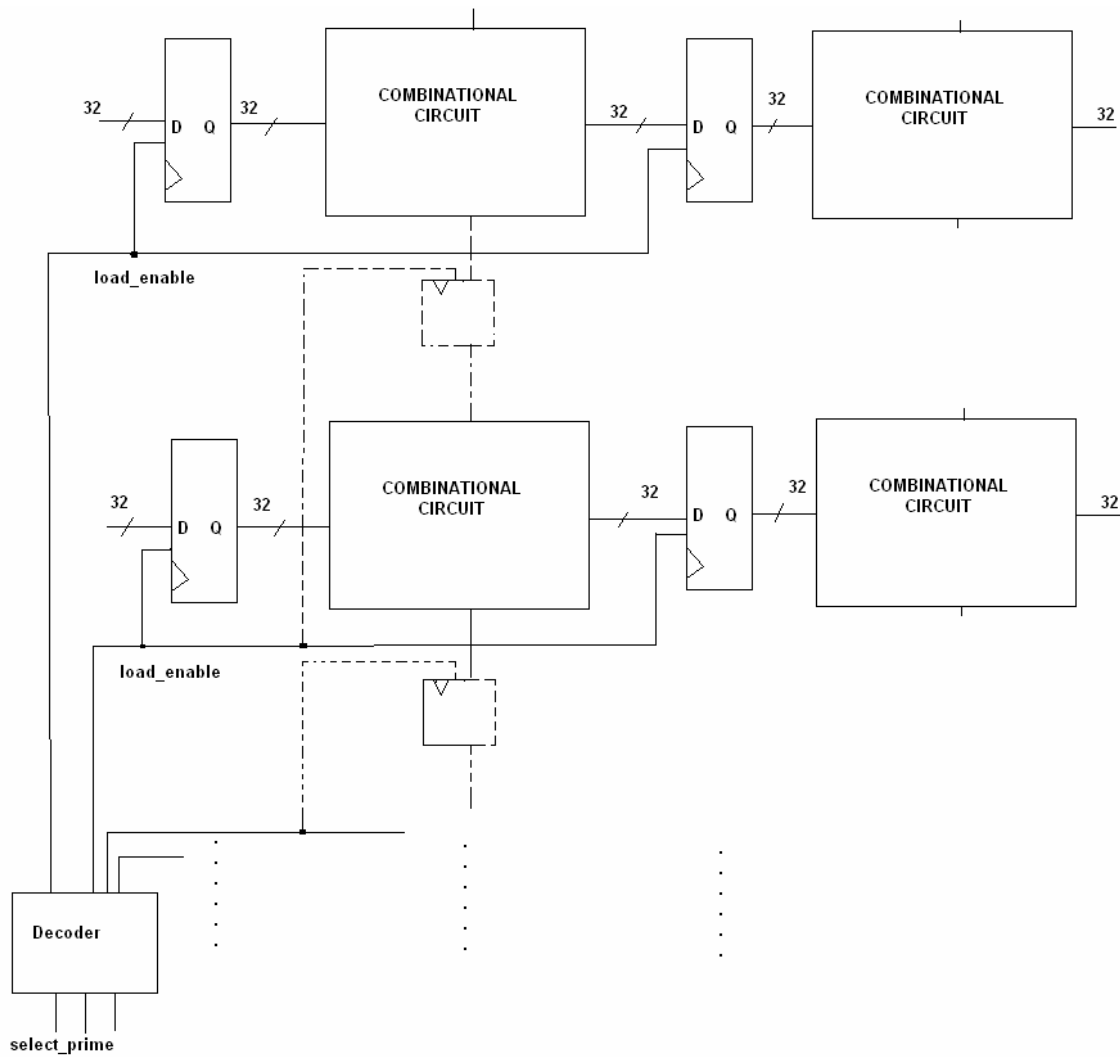 COMBINATIONAL
CIRCUIT
COMBINATIONAL
CIRCUIT
32
32
32
32
32
D Q
D Q
load_enable
COMBINATIONAL
CIRCUIT
COMBINATIONAL
CIRCUIT
32
32
32
32
32
D Q
D Q
load_enable
Decoder
select_prime